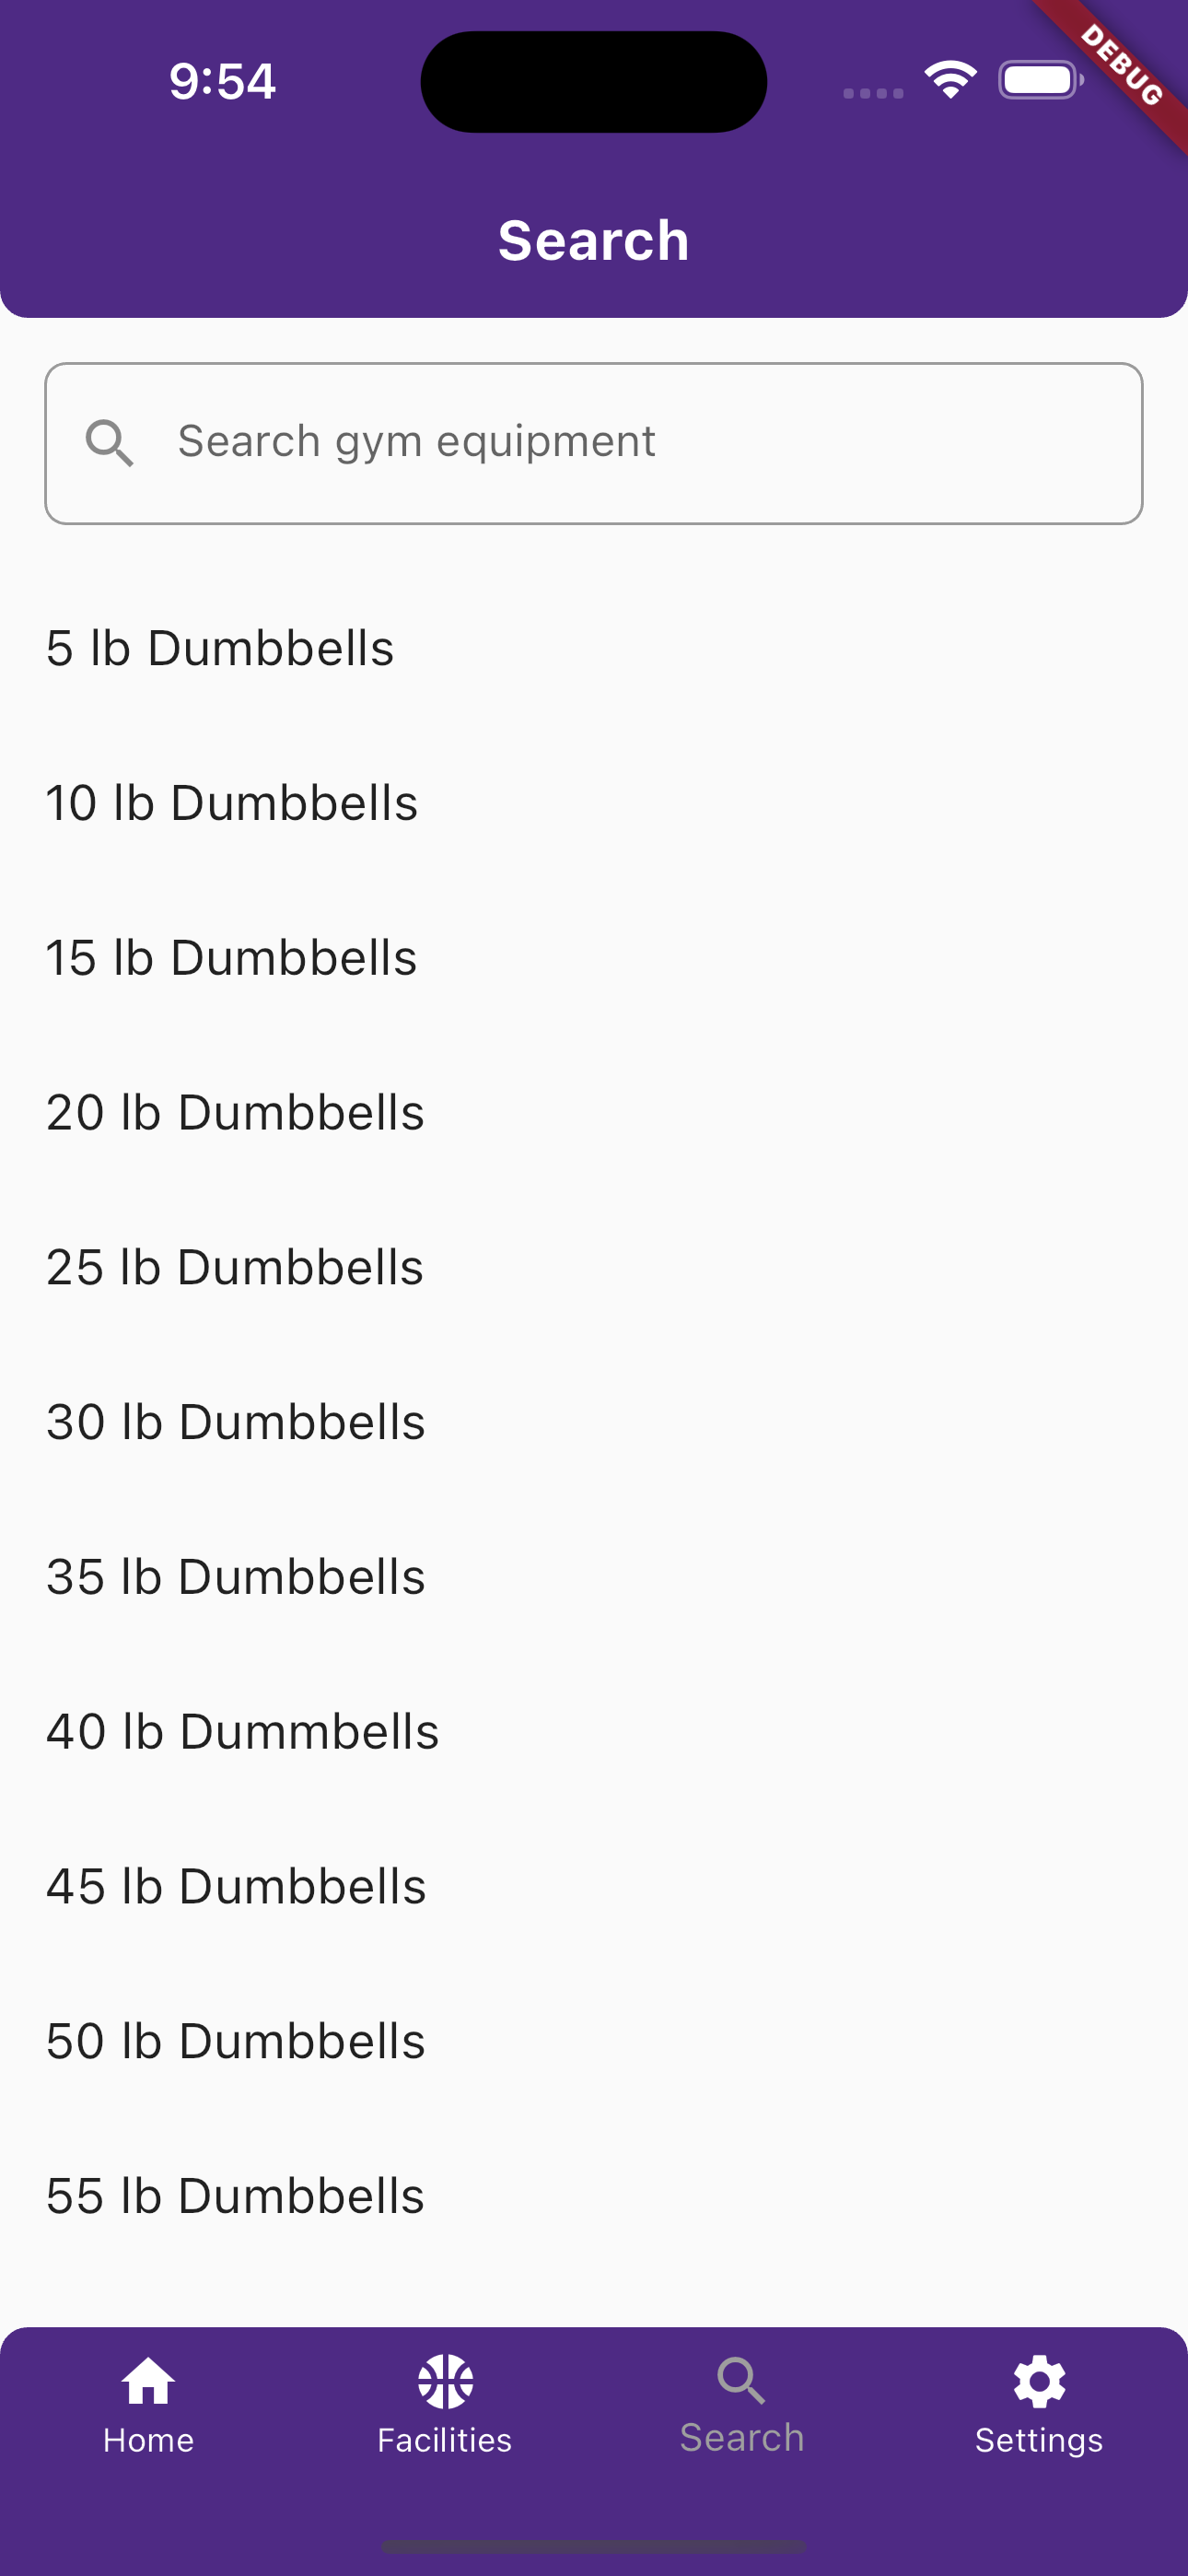 9:54
DEBUG
Search
Search gym equipment
5 lb Dumbbells
10 lb Dumbbells
15 lb Dumbbells
20 lb Dumbbells
25 lb Dumbbells
30 lb Dumbbells
35 lb Dumbbells
40 lb Dummbells
45 lb Dumbbells
50 lb Dumbbells
55 lb Dumbbells
Home Facilities Search Settings